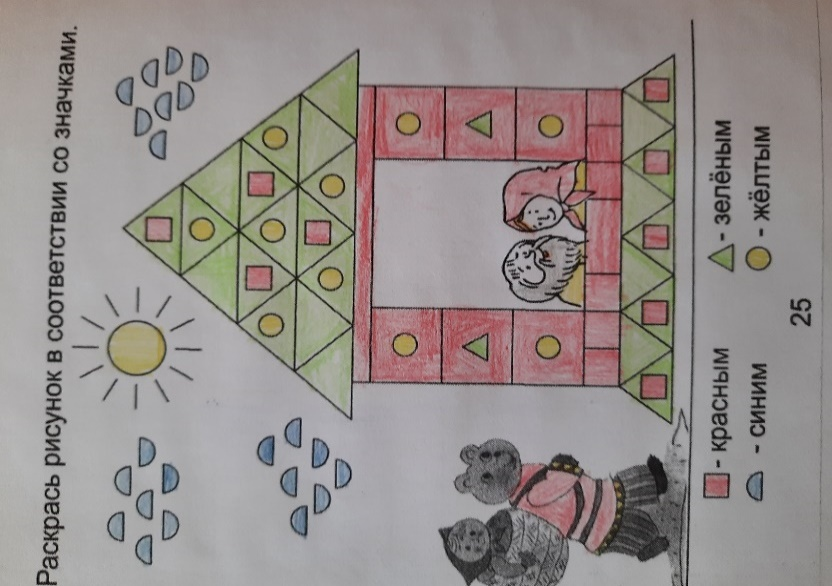 Раскрась рисунок в соответствии со значками.
- красным
- зелёным
- синим
- жёлтым
25